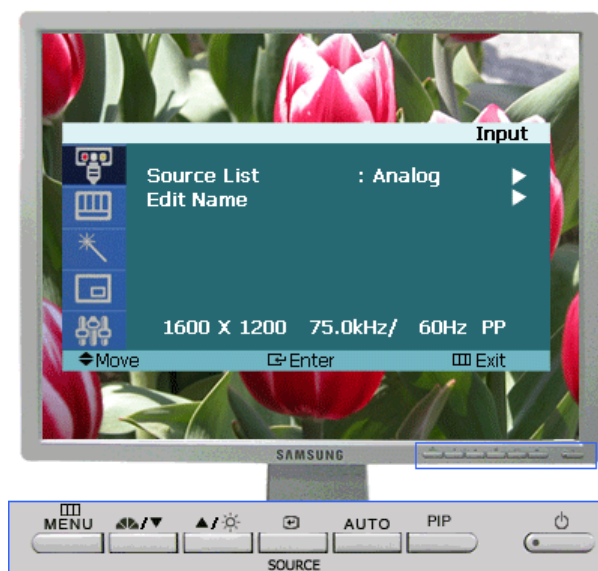 Input
Source List : Analog
Edit Name
1600 X 1200 75.0kHz/ 60Hz PP
Move Enter Exit
SAMSUNG
MENU AUTO PIP
SOURCE